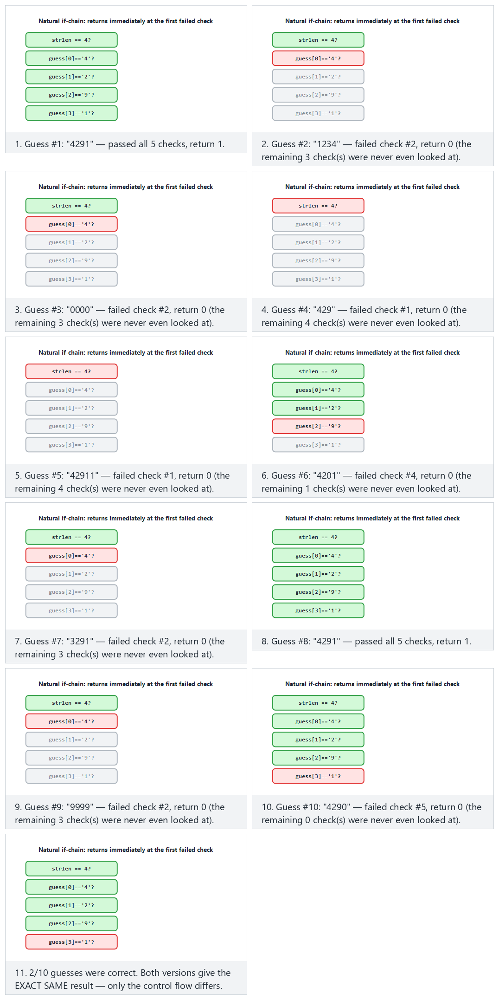 Natural if-chain: returns immediately at the first failed check
strlen == 4?
guess[0]=='4'?
guess[1]=='2'?
guess[2]=='9'?
guess[3]=='1'?
1. Guess #1: "4291" — passed all 5 checks, return 1.
Natural if-chain: returns immediately at the first failed check
strlen == 4?
guess[0]=='4'?
guess[1]=='2'?
guess[2]=='9'?
guess[3]=='1'?
2. Guess #2: "1234" — failed check #2, return 0 (the
remaining 3 check(s) were never even looked at).
Natural if-chain: returns immediately at the first failed check
strlen == 4?
guess[0]=='4'?
guess[1]=='2'?
guess[2]=='9'?
guess[3]=='1'?
3. Guess #3: "0000" — failed check #2, return 0 (the
remaining 3 check(s) were never even looked at).
Natural if-chain: returns immediately at the first failed check
strlen == 4?
guess[0]=='4'?
guess[1]=='2'?
guess[2]=='9'?
guess[3]=='1'?
4. Guess #4: "429" — failed check #1, return 0 (the
remaining 4 check(s) were never even looked at).
Natural if-chain: returns immediately at the first failed check
strlen == 4?
guess[0]=='4'?
guess[1]=='2'?
guess[2]=='9'?
guess[3]=='1'?
5. Guess #5: "42911" — failed check #1, return 0 (the
remaining 4 check(s) were never even looked at).
Natural if-chain: returns immediately at the first failed check
strlen == 4?
guess[0]=='4'?
guess[1]=='2'?
guess[2]=='9'?
guess[3]=='1'?
6. Guess #6: "4201" — failed check #4, return 0 (the
remaining 1 check(s) were never even looked at).
Natural if-chain: returns immediately at the first failed check
strlen == 4?
guess[0]=='4'?
guess[1]=='2'?
guess[2]=='9'?
guess[3]=='1'?
7. Guess #7: "3291" — failed check #2, return 0 (the
remaining 3 check(s) were never even looked at).
Natural if-chain: returns immediately at the first failed check
strlen == 4?
guess[0]=='4'?
guess[1]=='2'?
guess[2]=='9'?
guess[3]=='1'?
8. Guess #8: "4291" — passed all 5 checks, return 1.
Natural if-chain: returns immediately at the first failed check
strlen == 4?
guess[0]=='4'?
guess[1]=='2'?
guess[2]=='9'?
guess[3]=='1'?
9. Guess #9: "9999" — failed check #2, return 0 (the
remaining 3 check(s) were never even looked at).
Natural if-chain: returns immediately at the first failed check
strlen == 4?
guess[0]=='4'?
guess[1]=='2'?
guess[2]=='9'?
guess[3]=='1'?
10. Guess #10: "4290" — failed check #5, return 0 (the
remaining 0 check(s) were never even looked at).
Natural if-chain: returns immediately at the first failed check
strlen == 4?
guess[0]=='4'?
guess[1]=='2'?
guess[2]=='9'?
guess[3]=='1'?
11. 2/10 guesses were correct. Both versions give the
EXACT SAME result — only the control flow differs.